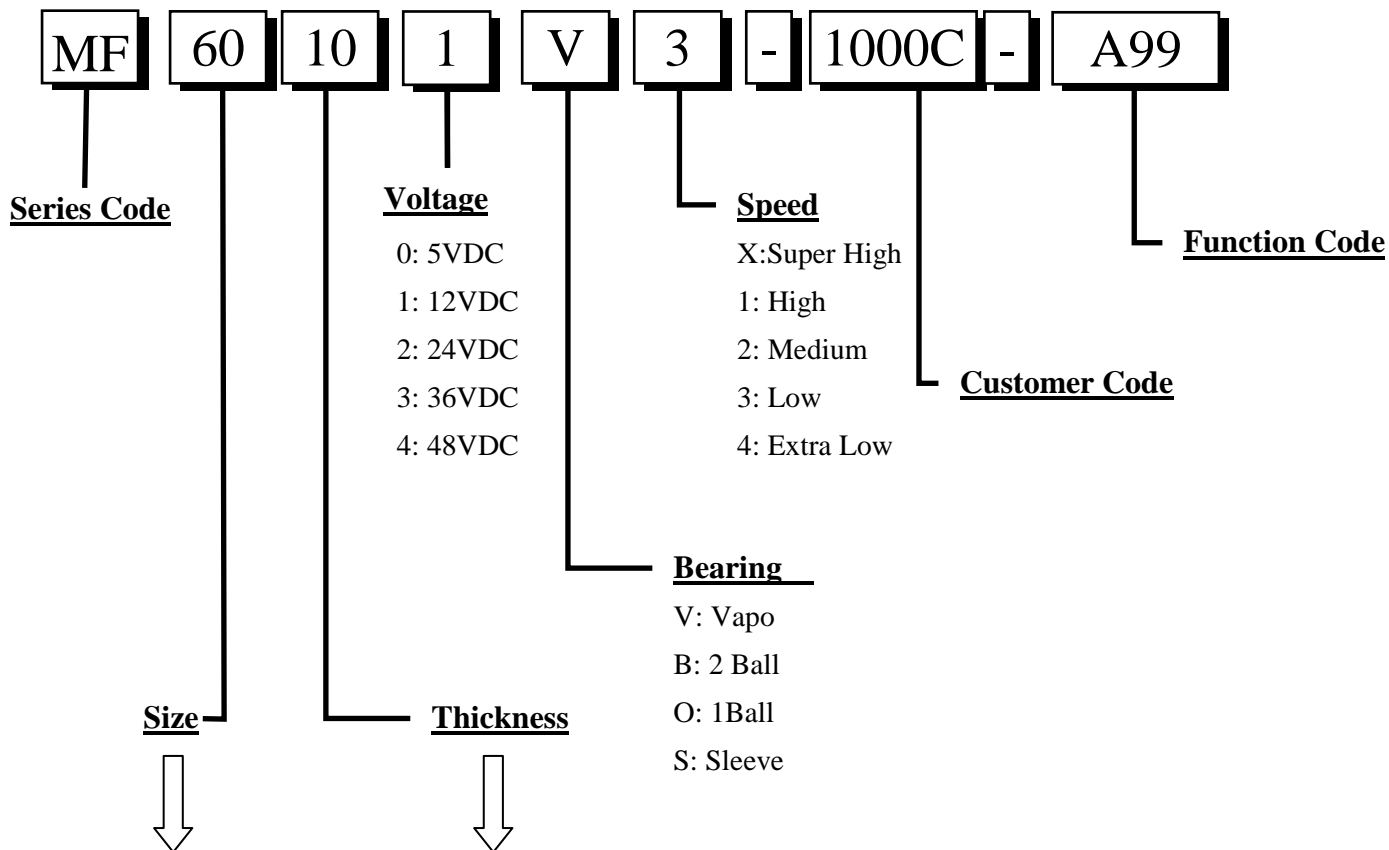 MF 60 10 1 V 3 - 1000C - A99
Series Code
Voltage
0: 5VDC
1: 12VDC
2: 24VDC
3: 36VDC
4: 48VDC
Speed
X:Super High
1: High
2: Medium
3: Low
4: Extra Low
Function Code
Customer Code
Bearing
V: Vapo
B: 2 Ball
O: 1Ball
S: Sleeve
Size
Thickness